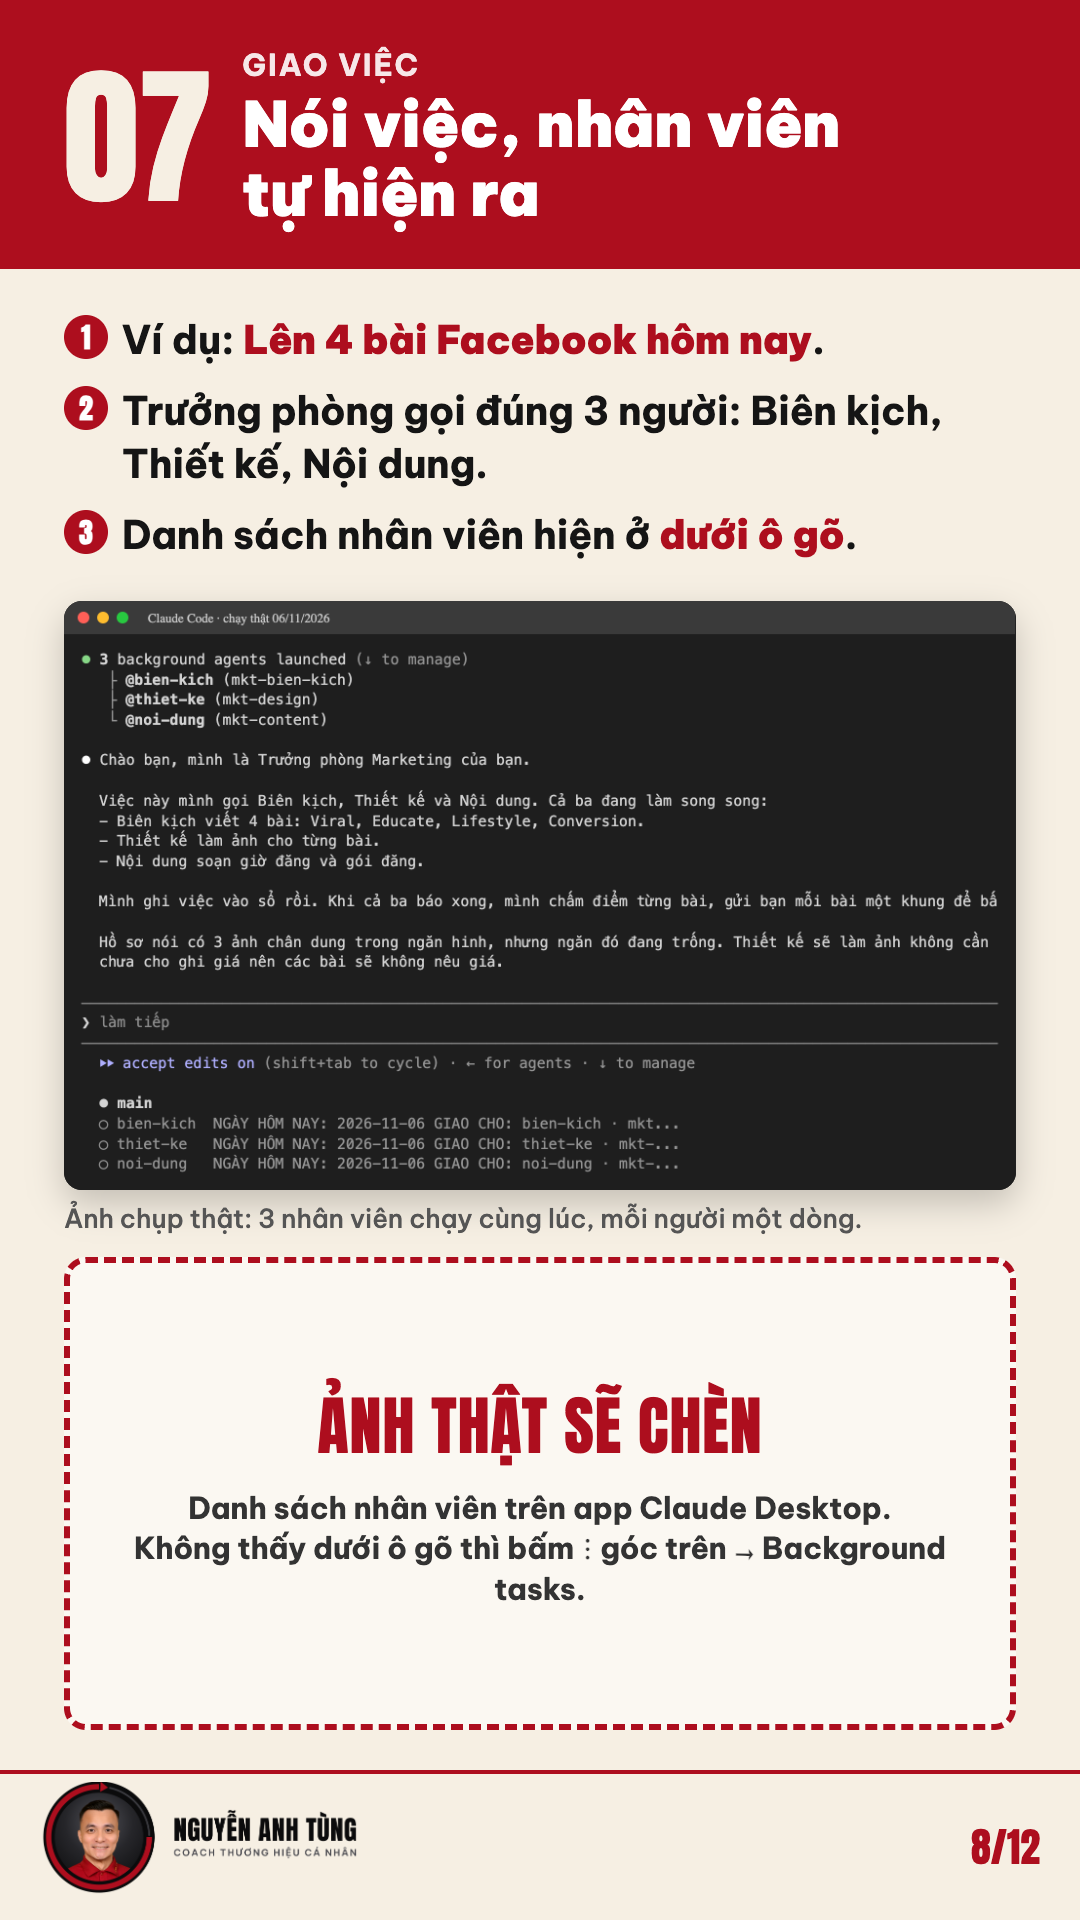 07
GIAO VIỆC
Nói việc, nhân viên
tự hiện ra
1 Ví dụ: Lên 4 bài Facebook hôm nay.
2 Trưởng phòng gọi đúng 3 người: Biên kịch,
Thiết kế, Nội dung.
3 Danh sách nhân viên hiện ở dưới ô gõ.
Claude Code · chạy thật 06/11/2026
● 3 background agents launched (↓ to manage)
├ @bien-kich (mkt-bien-kich)
├ @thiet-ke (mkt-design)
└ @noi-dung (mkt-content)
● Chào bạn, mình là Trưởng phòng Marketing của bạn.
Việc này mình gọi Biên kịch, Thiết kế và Nội dung. Cả ba đang làm song song:
- Biên kịch viết 4 bài: Viral, Educate, Lifestyle, Conversion.
- Thiết kế làm ảnh cho từng bài.
- Nội dung soạn giờ đăng và gói đăng.
Mình ghi việc vào sổ rồi. Khi cả ba báo xong, mình chấm điểm từng bài, gửi bạn mỗi bài một khung để bấ
Hồ sơ nói có 3 ảnh chân dung trong ngăn hinh, nhưng ngăn đó đang trống. Thiết kế sẽ làm ảnh không cần
chưa cho ghi giá nên các bài sẽ không nêu giá.
❯ làm tiếp
▸▸ accept edits on (shift+tab to cycle) · ← for agents · ↓ to manage
● main
○ bien-kich NGÀY HÔM NAY: 2026-11-06 GIAO CHO: bien-kich · mkt...
○ thiet-ke NGÀY HÔM NAY: 2026-11-06 GIAO CHO: thiet-ke · mkt-...
○ noi-dung NGÀY HÔM NAY: 2026-11-06 GIAO CHO: noi-dung · mkt-...
Ảnh chụp thật: 3 nhân viên chạy cùng lúc, mỗi người một dòng.
ẢNH THẬT SẼ CHÈN
Danh sách nhân viên trên app Claude Desktop.
Không thấy dưới ô gõ thì bấm ⋮ góc trên → Background
tasks.
NGUYỄN ANH TÙNG
COACH THƯƠNG HIỆU CÁ NHÂN
8/12